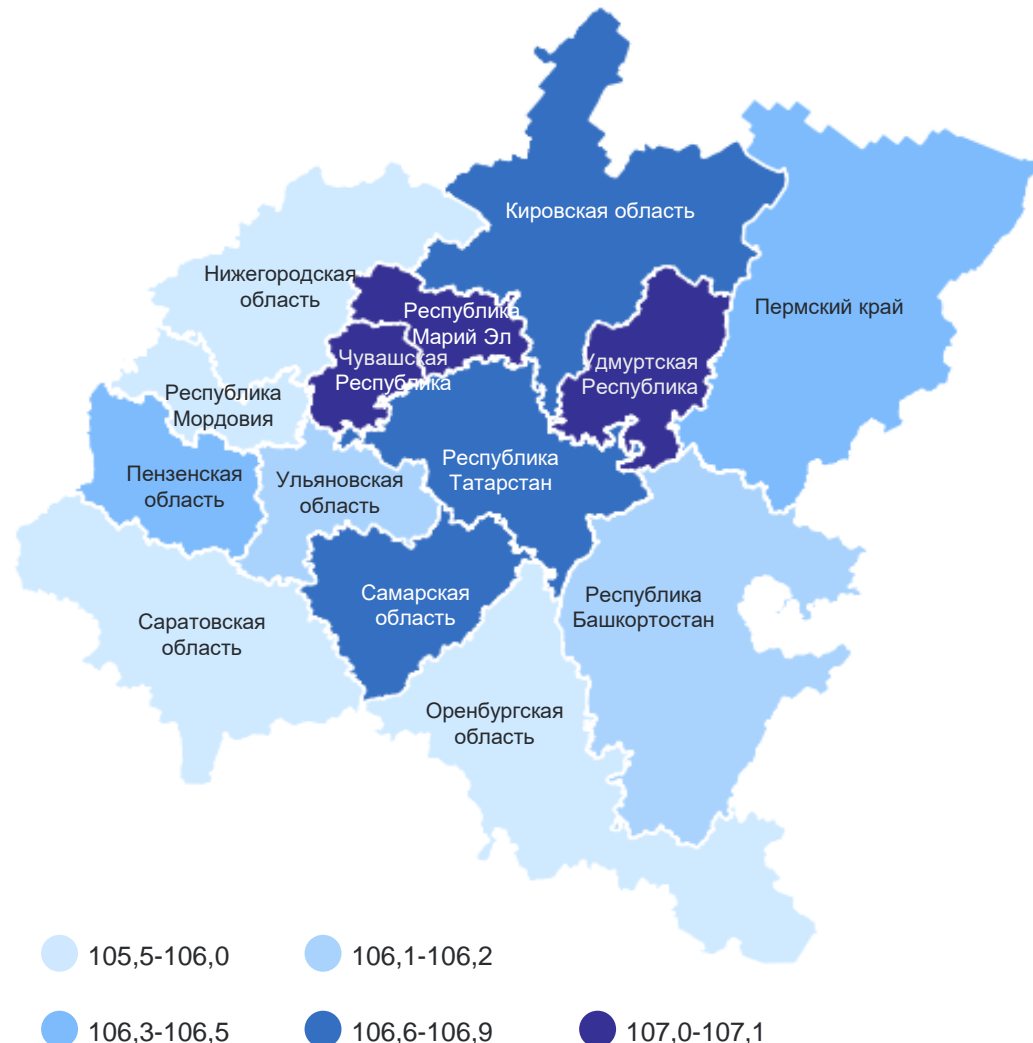 Кировская область
Нижегородская
область
Пермский край
Республика
Марий Эл
Чувашская
Республика
Удмуртская
Республика
Республика
Мордовия
Республика
Татарстан
Пензенская
область
Ульяновская
область
Самарская
область
Республика
Башкортостан
Саратовская
область
Оренбургская
область
105,5-106,0
106,1-106,2
106,3-106,5
106,6-106,9
107,0-107,1